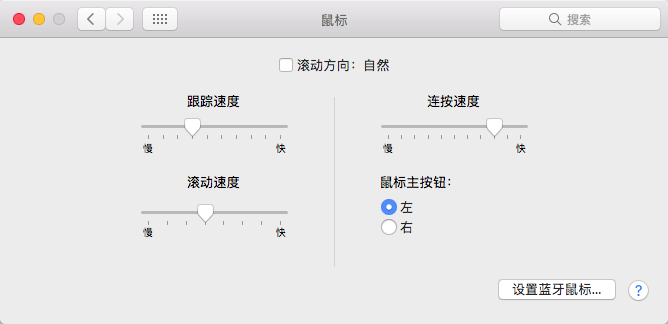 鼠标
搜索
滚动方向：自然
跟踪速度
慢
快
滚动速度
慢
快
连按速度
慢
快
鼠标主按钮：
左
右
设置蓝牙鼠标...
?